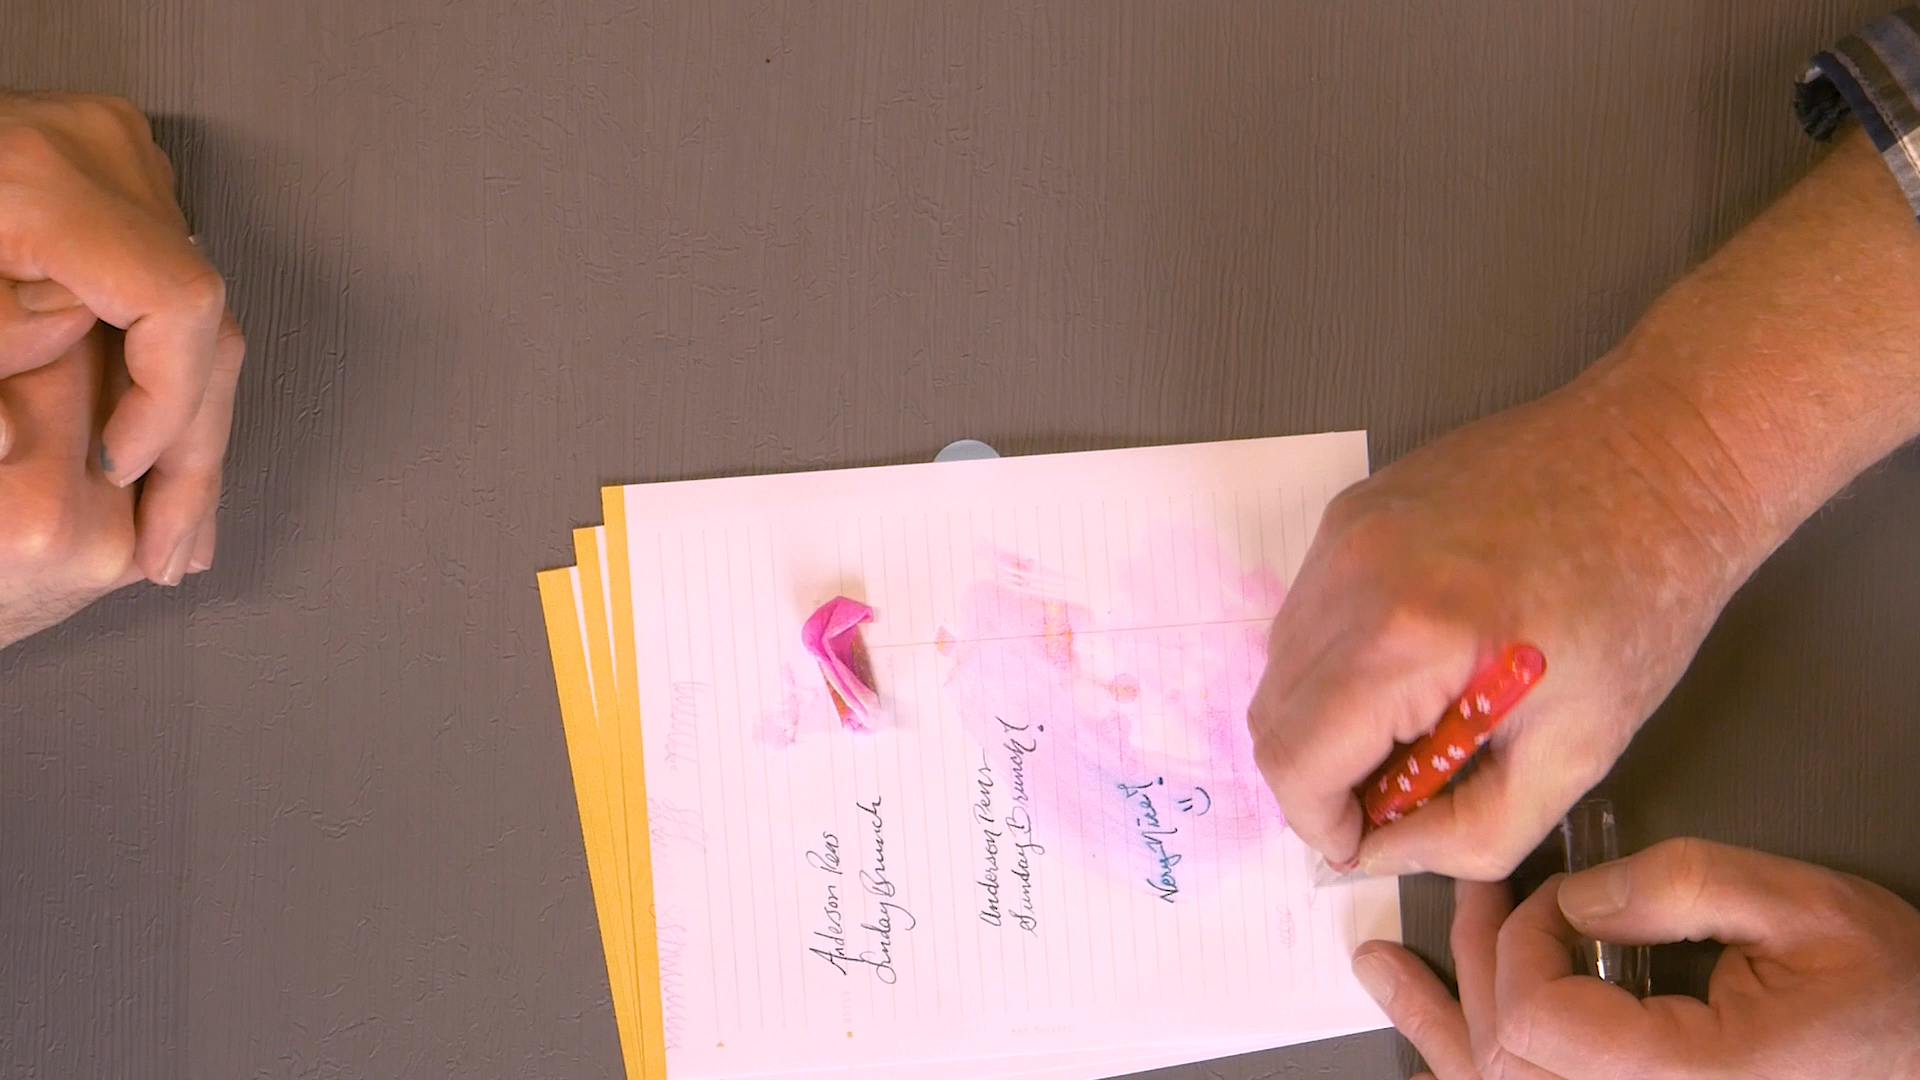 Anderson Pens
Sunday Brunch
Anderson Pens
Sunday Brunch!
Very Nice!